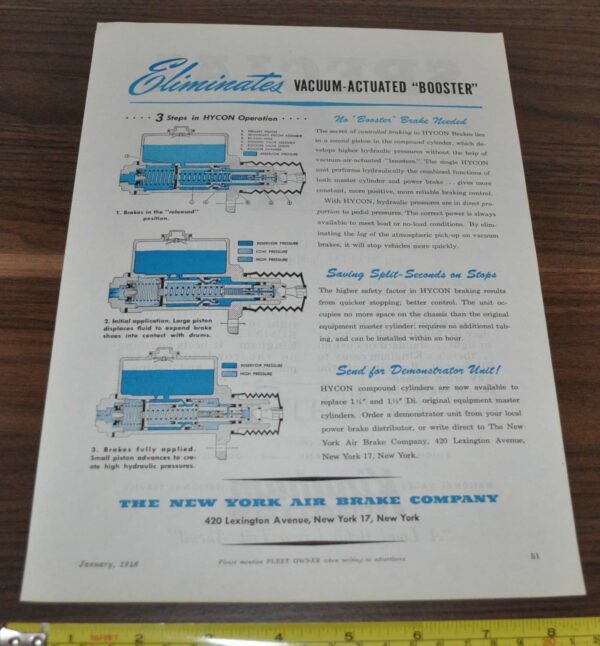 Eliminates VACUUM-ACTUATED "BOOSTER"
3 Steps in HYCON Operation
RESERVOIR PRESSURE
1. Brakes in the "released"
position.
RESERVOIR PRESSURE
LOW PRESSURE
HIGH PRESSURE
2. Initial application. Large piston
displaces fluid to expand brake
shoes into contact with drums.
RESERVOIR PRESSURE
HIGH PRESSURE
3. Brakes fully applied.
Small piston advances to cre-
ate high hydraulic pressures.
No "Booster" Brake Needed
The secret of controlled braking in HYCON Brakes lies
in a second piston in the compound cylinder, which de-
velops higher hydraulic pressures without the help of
vacuum-air-actuated "boosters." The single HYCON
unit performs hydraulically the combined functions of
both master cylinder and power brake . . . gives more
constant, more positive, more reliable braking control.
With HYCON, hydraulic pressures are in direct pro-
portion to pedal pressures. The correct power is always
available to meet load or no-load conditions. By elim-
inating the lag of the atmospheric pick-up on vacuum
brakes, it will stop vehicles more quickly.
Saving Split-Seconds on Stops
The higher safety factor in HYCON braking results
from quicker stopping; better control. The unit oc-
cupies no more space on the chassis than the original
equipment master cylinder; requires no additional tub-
ing, and can be installed within an hour.
Send for Demonstrator Unit!
HYCON compound cylinders are now available to
replace 1¼" and 1½" Di. original equipment master
cylinders. Order a demonstrator unit from your local
power brake distributor, or write direct to The New
York Air Brake Company, 420 Lexington Avenue,
New York 17, New York.
THE NEW YORK AIR BRAKE COMPANY
420 Lexington Avenue, New York 17, New York
January, 1946
Please mention FLEET OWNER when writing to advertisers
51
1 2 3 4 5 6 7 8